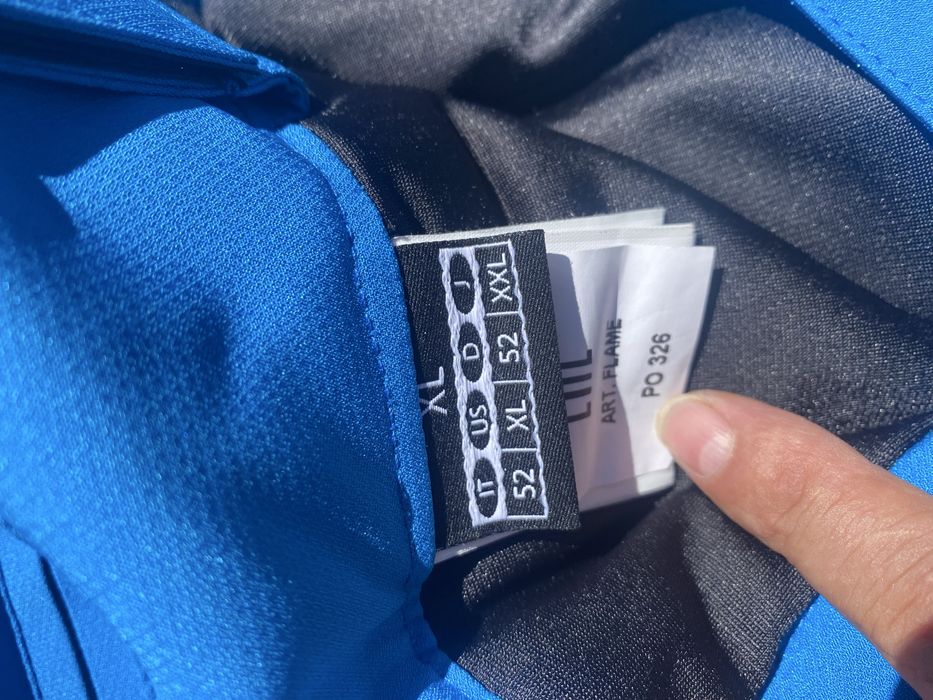 XL
IT US D J
52 XL 52 XXL
ART. FLAME
PO 326